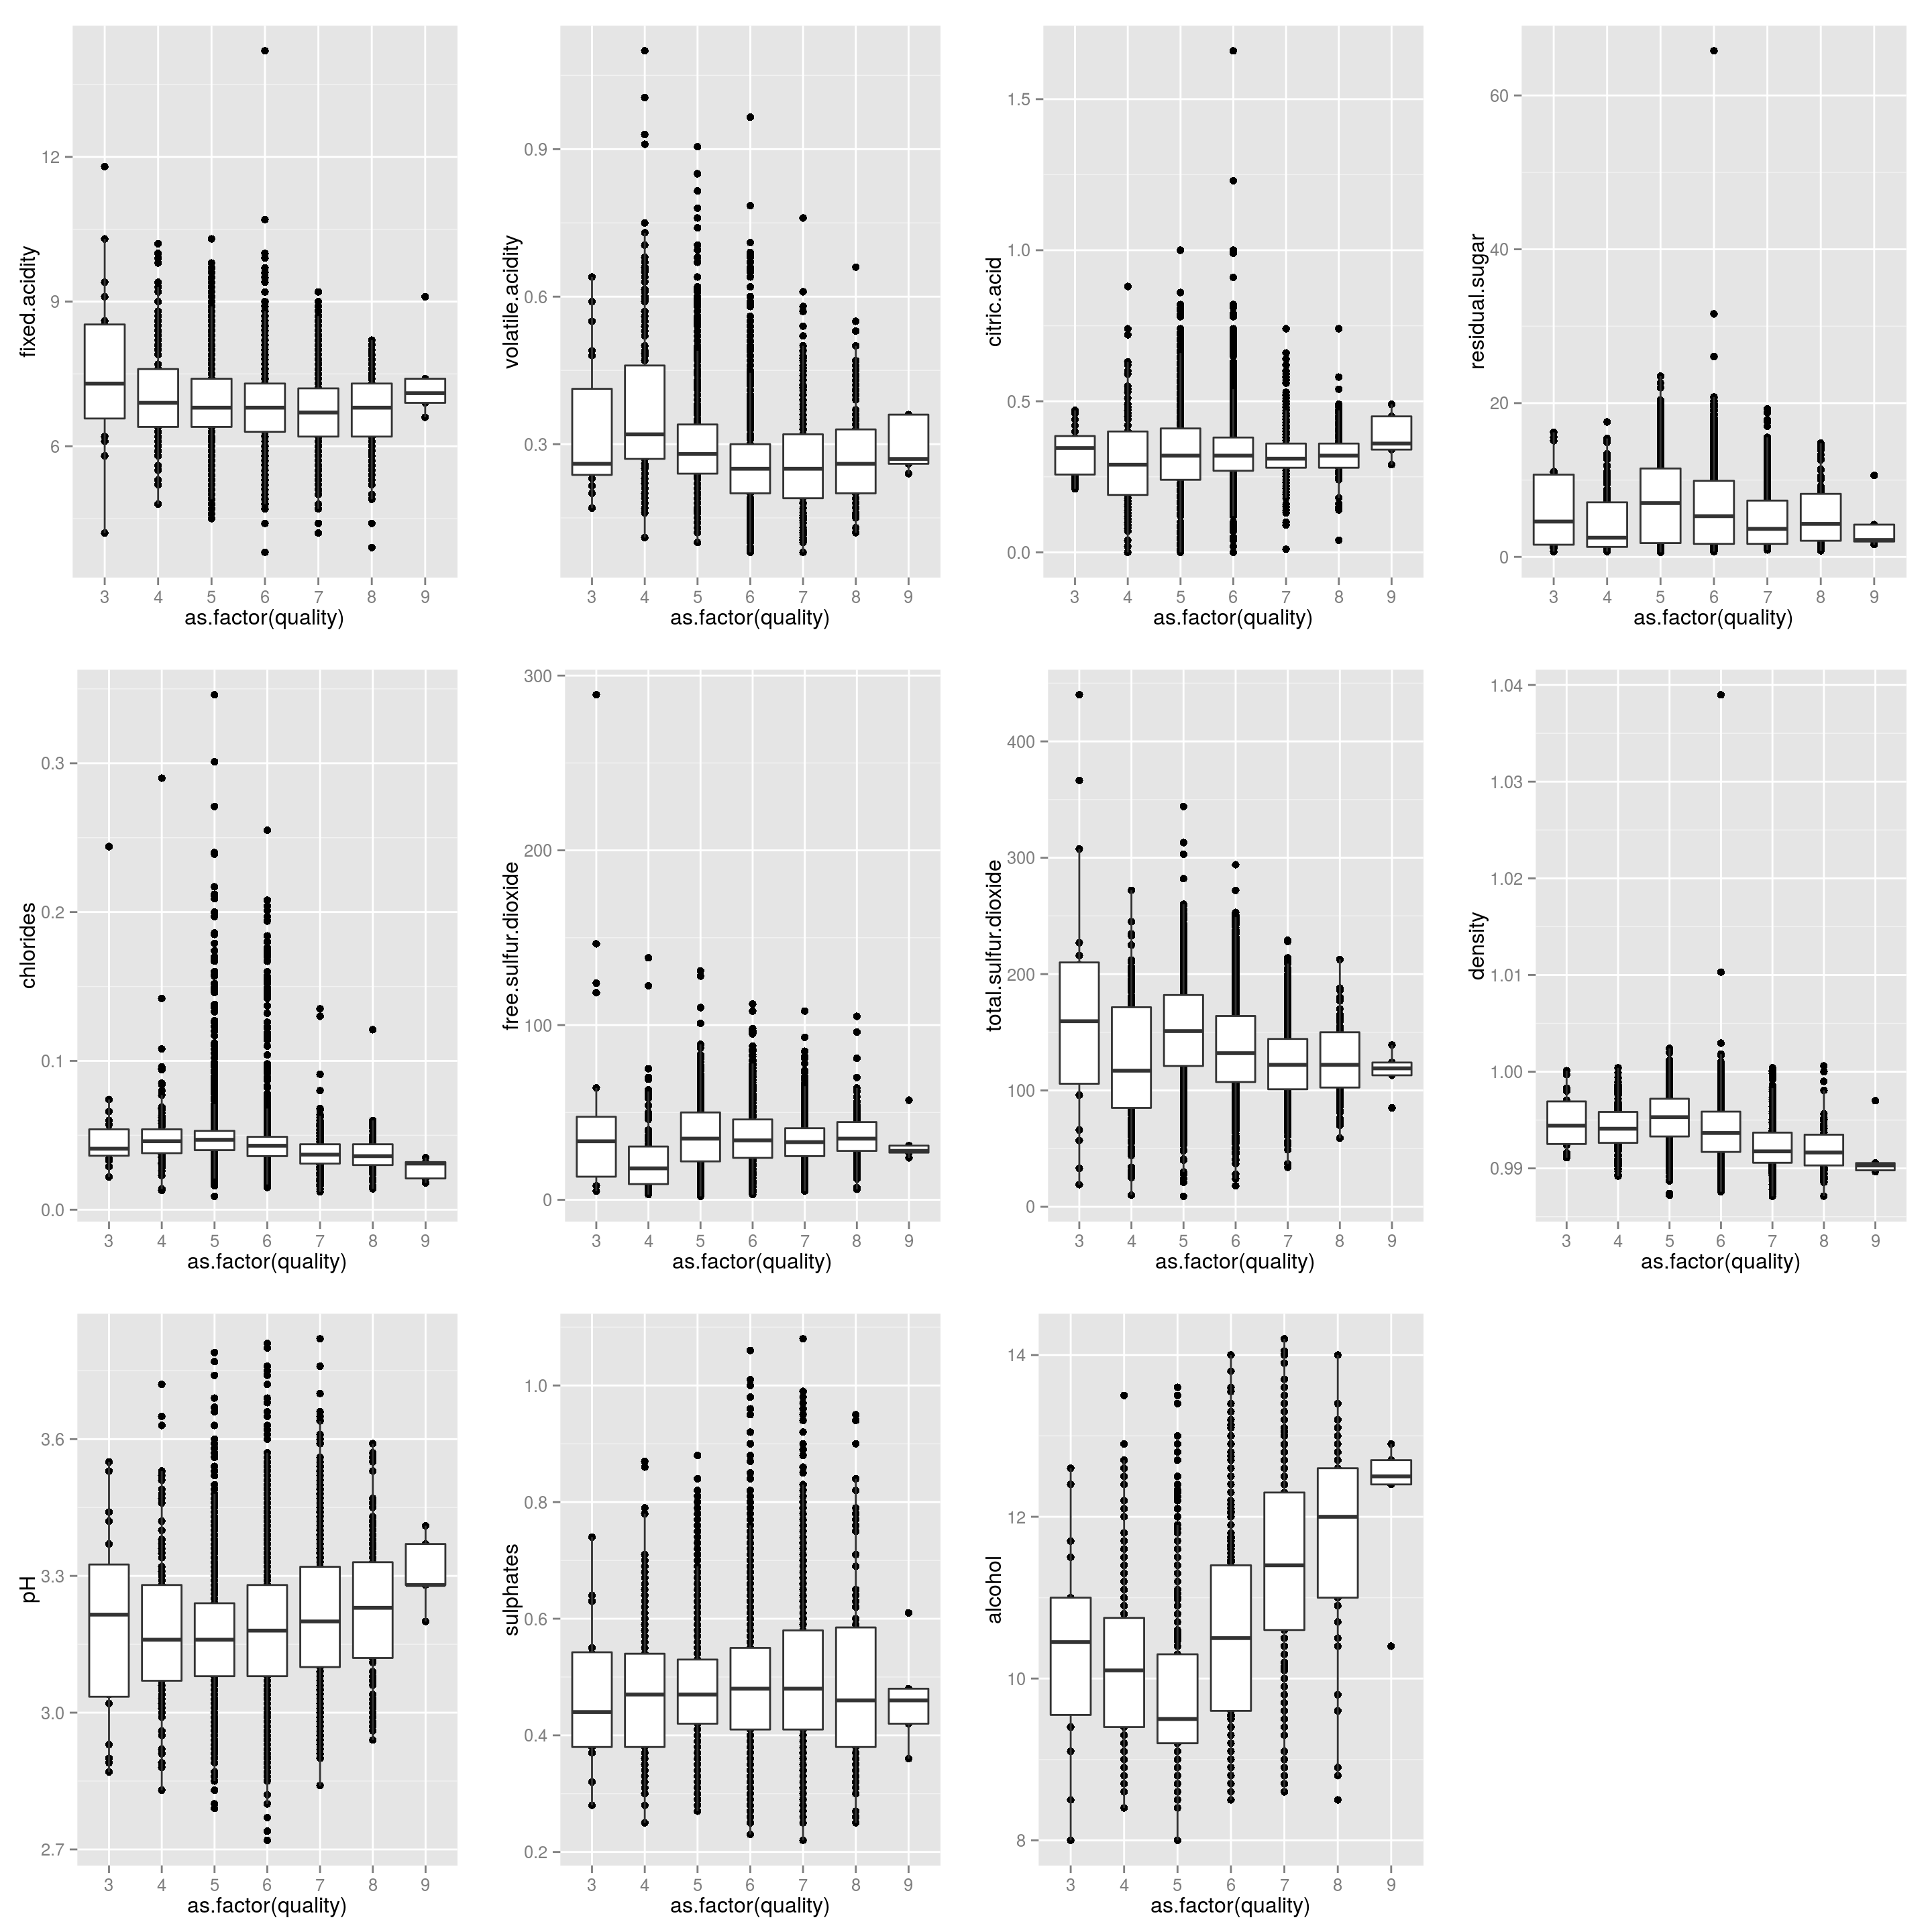 fixed.acidity
12
9
6
3 4 5 6 7 8 9
as.factor(quality)
volatile.acidity
0.9
0.6
0.3
3 4 5 6 7 8 9
as.factor(quality)
citric.acid
1.5
1.0
0.5
0.0
3 4 5 6 7 8 9
as.factor(quality)
residual.sugar
60
40
20
0
3 4 5 6 7 8 9
as.factor(quality)
chlorides
0.3
0.2
0.1
0.0
3 4 5 6 7 8 9
as.factor(quality)
free.sulfur.dioxide
300
200
100
0
3 4 5 6 7 8 9
as.factor(quality)
total.sulfur.dioxide
400
300
200
100
0
3 4 5 6 7 8 9
as.factor(quality)
density
1.04
1.03
1.02
1.01
1.00
0.99
3 4 5 6 7 8 9
as.factor(quality)
pH
3.6
3.3
3.0
2.7
3 4 5 6 7 8 9
as.factor(quality)
sulphates
1.0
0.8
0.6
0.4
0.2
3 4 5 6 7 8 9
as.factor(quality)
alcohol
14
12
10
8
3 4 5 6 7 8 9
as.factor(quality)